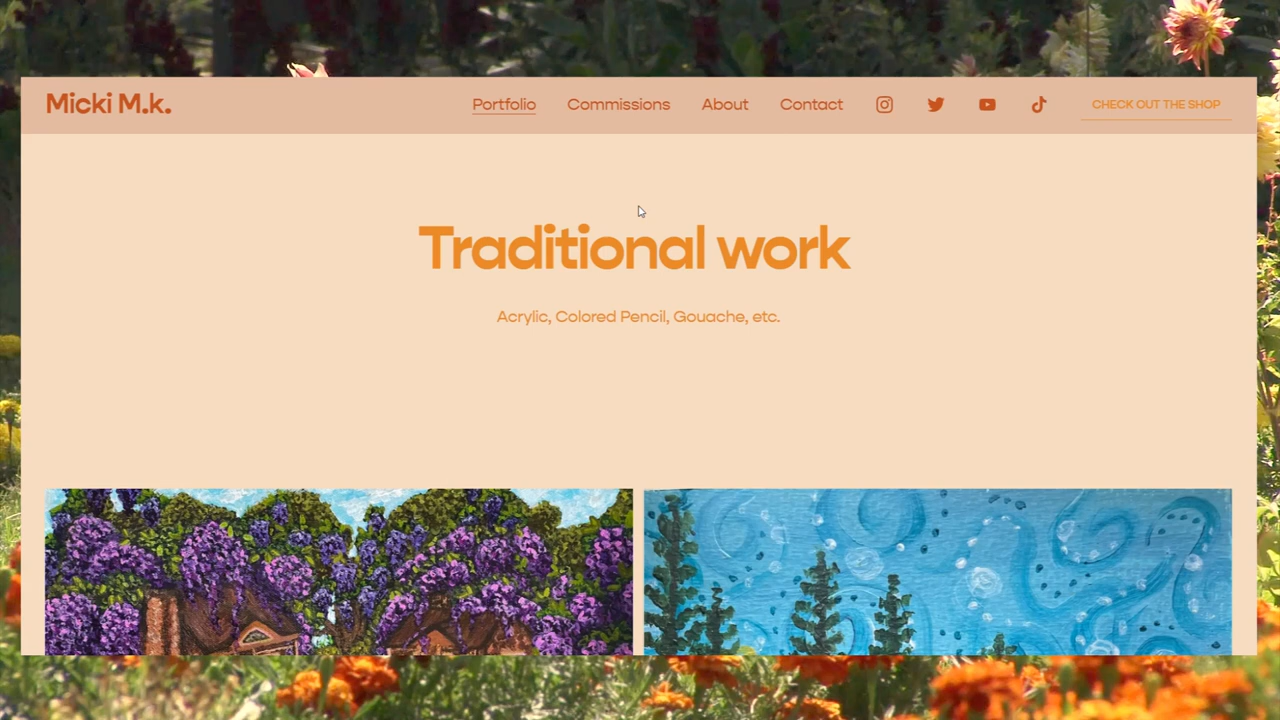 Micki M.k.
Portfolio
Commissions
About
Contact
CHECK OUT THE SHOP
Traditional work
Acrylic, Colored Pencil, Gouache, etc.